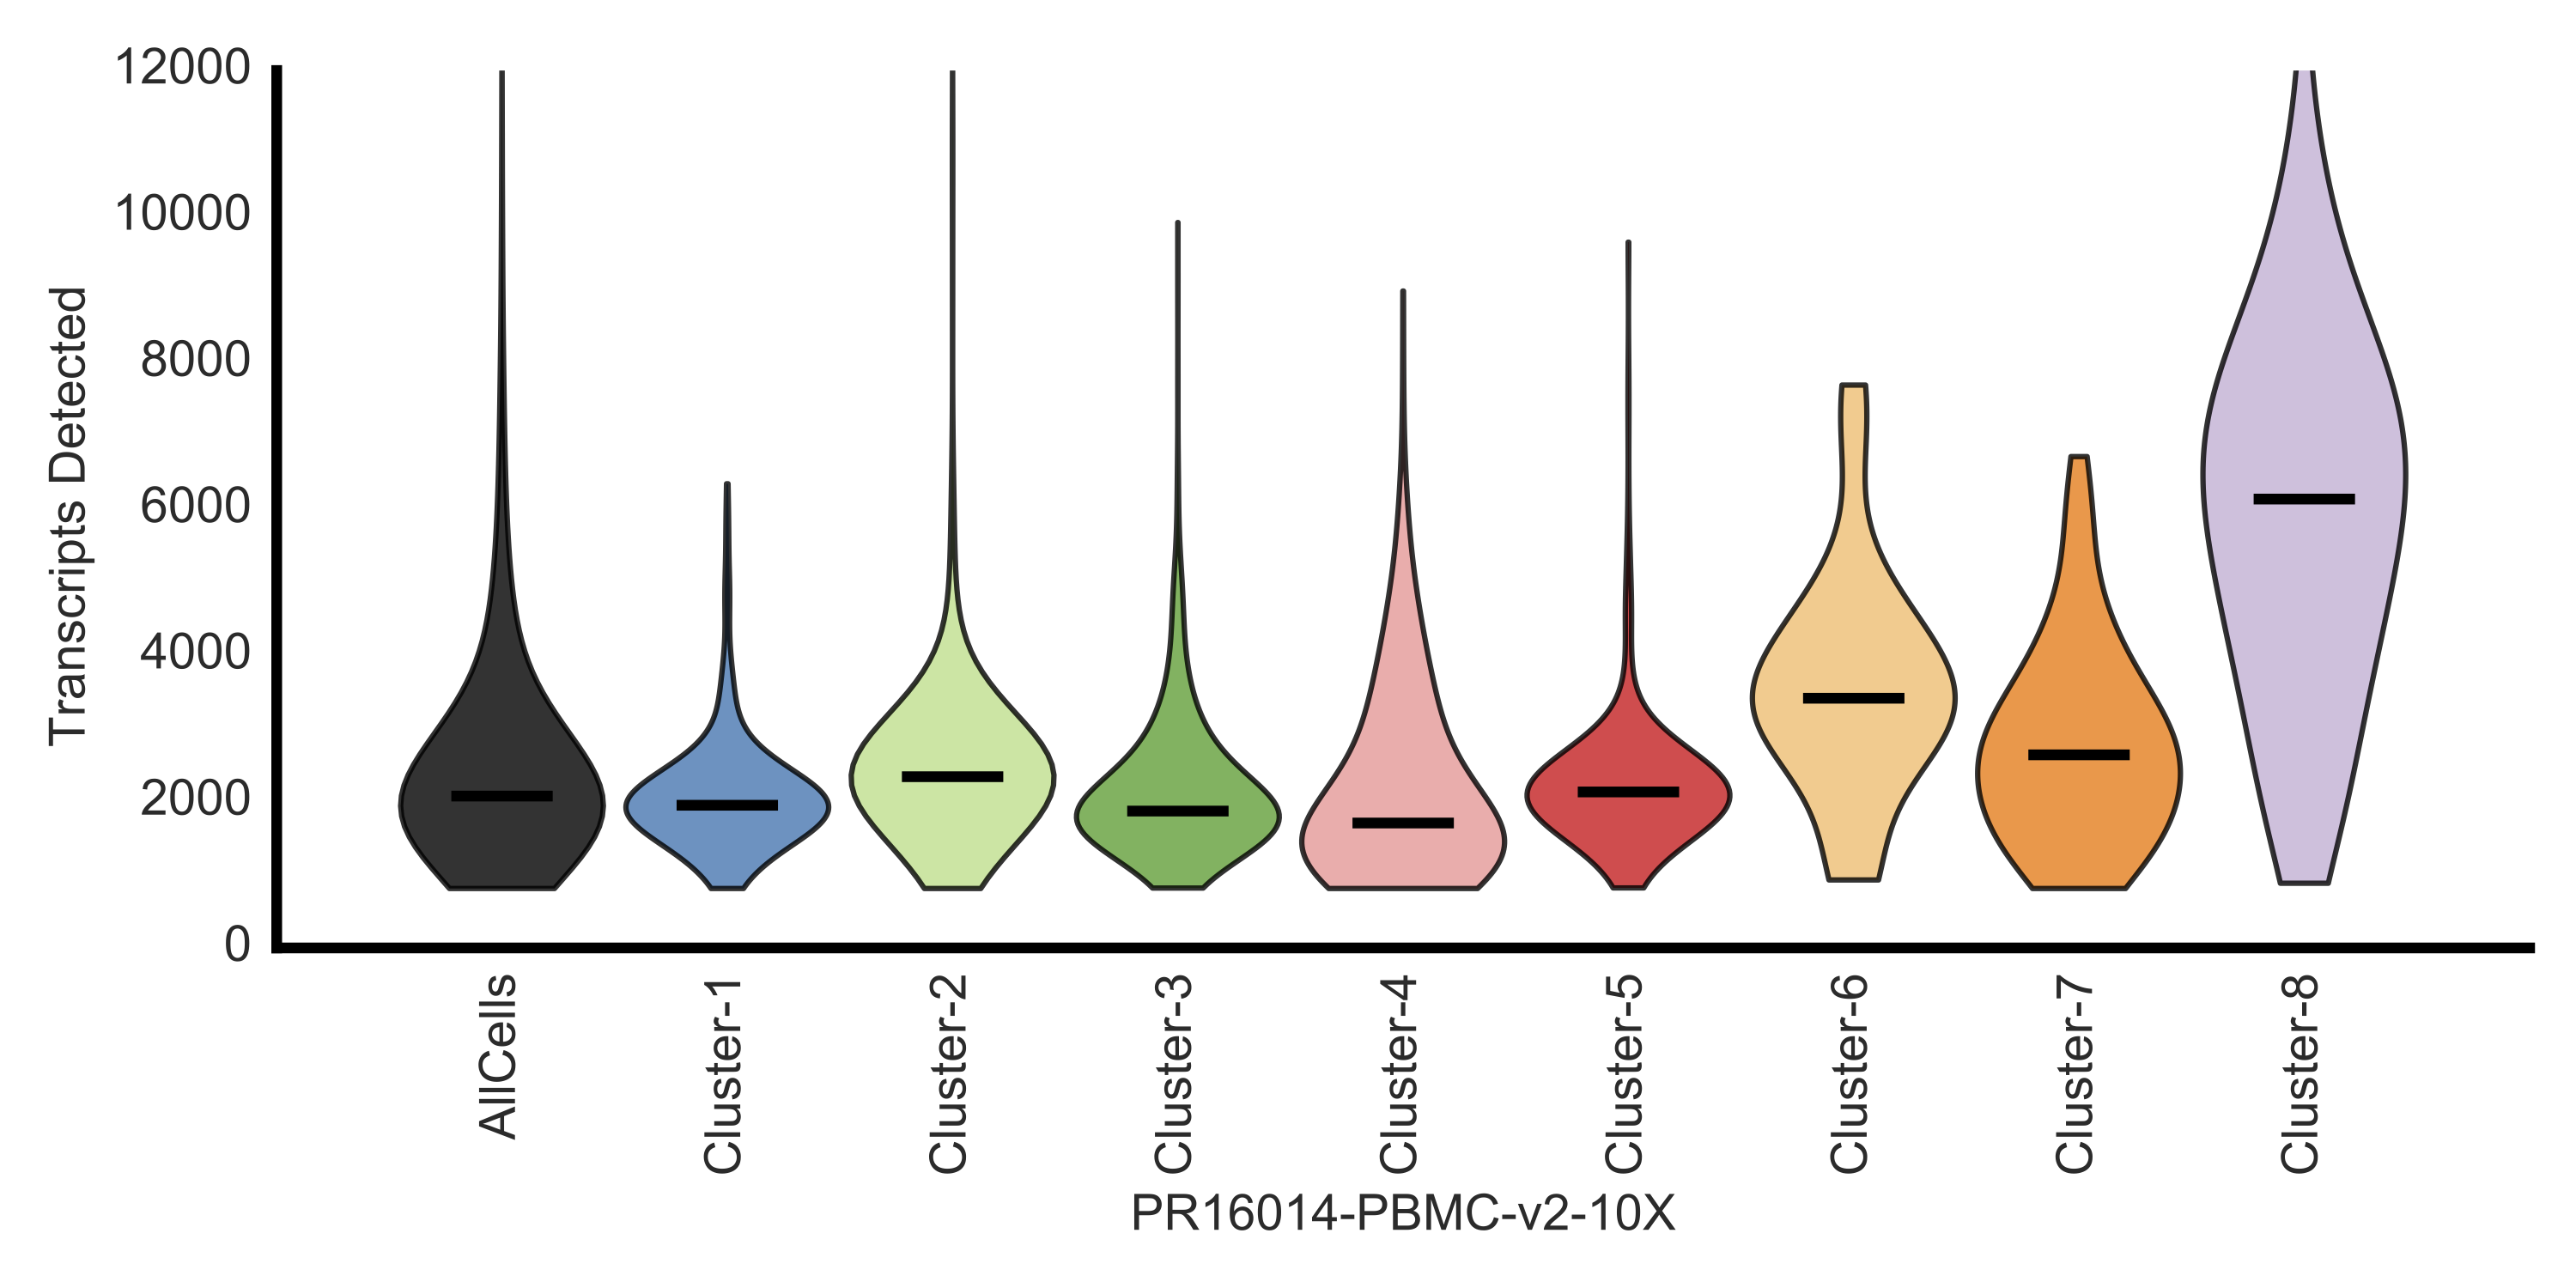 Transcripts Detected
12000
10000
8000
6000
4000
2000
0
AllCells
Cluster-1
Cluster-2
Cluster-3
Cluster-4
Cluster-5
Cluster-6
Cluster-7
Cluster-8
PR16014-PBMC-v2-10X